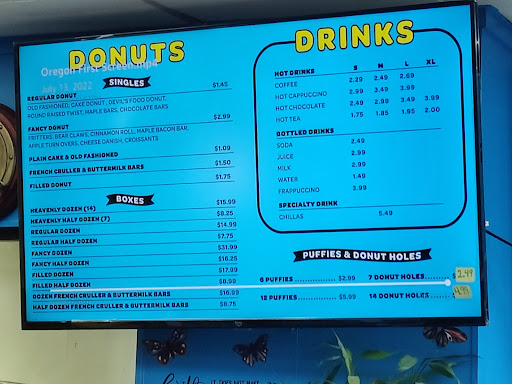 DONUTS
Oregon First Screen.mp4
July 13, 2022
SINGLES
REGULAR DONUT $1.45
OLD FASHIONED, CAKE DONUT, DEVIL'S FOOD DONUT,
ROUND RAISED TWIST, MAPLE BARS, CHOCOLATE BARS
FANCY DONUT $2.99
FRITTERS, BEAR CLAWS, CINNAMON ROLL, MAPLE BACON BAR,
APPLE TURN OVERS, CHEESE DANISH, CROISSANTS
PLAIN CAKE & OLD FASHIONED $1.09
FRENCH CRULLER & BUTTERMILK BARS $1.50
FILLED DONUT $1.75
BOXES
HEAVENLY DOZEN (14) $15.99
HEAVENLY HALF DOZEN (7) $8.25
REGULAR DOZEN $14.99
REGULAR HALF DOZEN $7.75
FANCY DOZEN $31.99
FANCY HALF DOZEN $16.25
FILLED DOZEN $17.99
FILLED HALF DOZEN $8.99
DOZEN FRENCH CRULLER & BUTTERMILK BARS $16.99
HALF DOZEN FRENCH CRULLER & BUTTERMILK BARS $8.75
DRINKS
HOT DRINKS S M L XL
COFFEE 2.29 2.49 2.69
HOT CAPPUCCINO 2.99 3.49 3.99
HOT CHOCOLATE 2.49 2.99 3.49 3.99
HOT TEA 1.75 1.85 1.95 2.00
BOTTLED DRINKS
SODA 2.49
JUICE 2.99
MILK 2.99
WATER 1.49
FRAPPUCCINO 3.99
SPECIALTY DRINK
CHILLAS 5.49
PUFFIES & DONUT HOLES
6 PUFFIES ........ $2.99 7 DONUT HOLES....... $2.49
12 PUFFIES ........ $5.99 14 DONUT HOLES...... $4.99